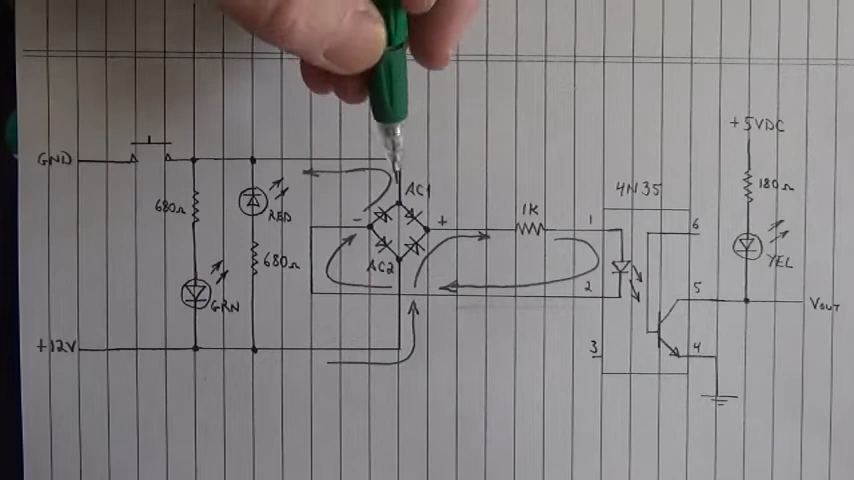 +5VDC
GND
680Ω
RED
680Ω
GRN
+12V
AC1
-
+
AC2
1K
1
2
3
4N35
6
5
4
180Ω
YEL
VOUT